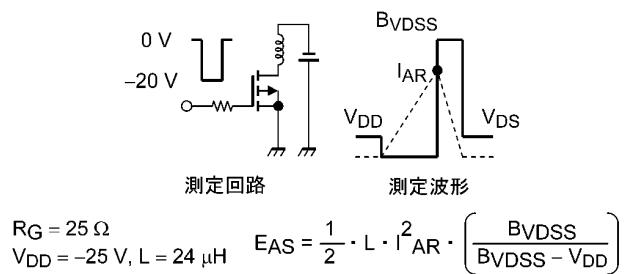 0 V
−20 V
測定回路
BVDSS
IAR
VDD
VDS
測定波形
RG = 25 Ω
VDD = −25 V, L = 24 μH
EAS = 1/2 · L · I²AR · (BVDSS / (BVDSS − VDD))